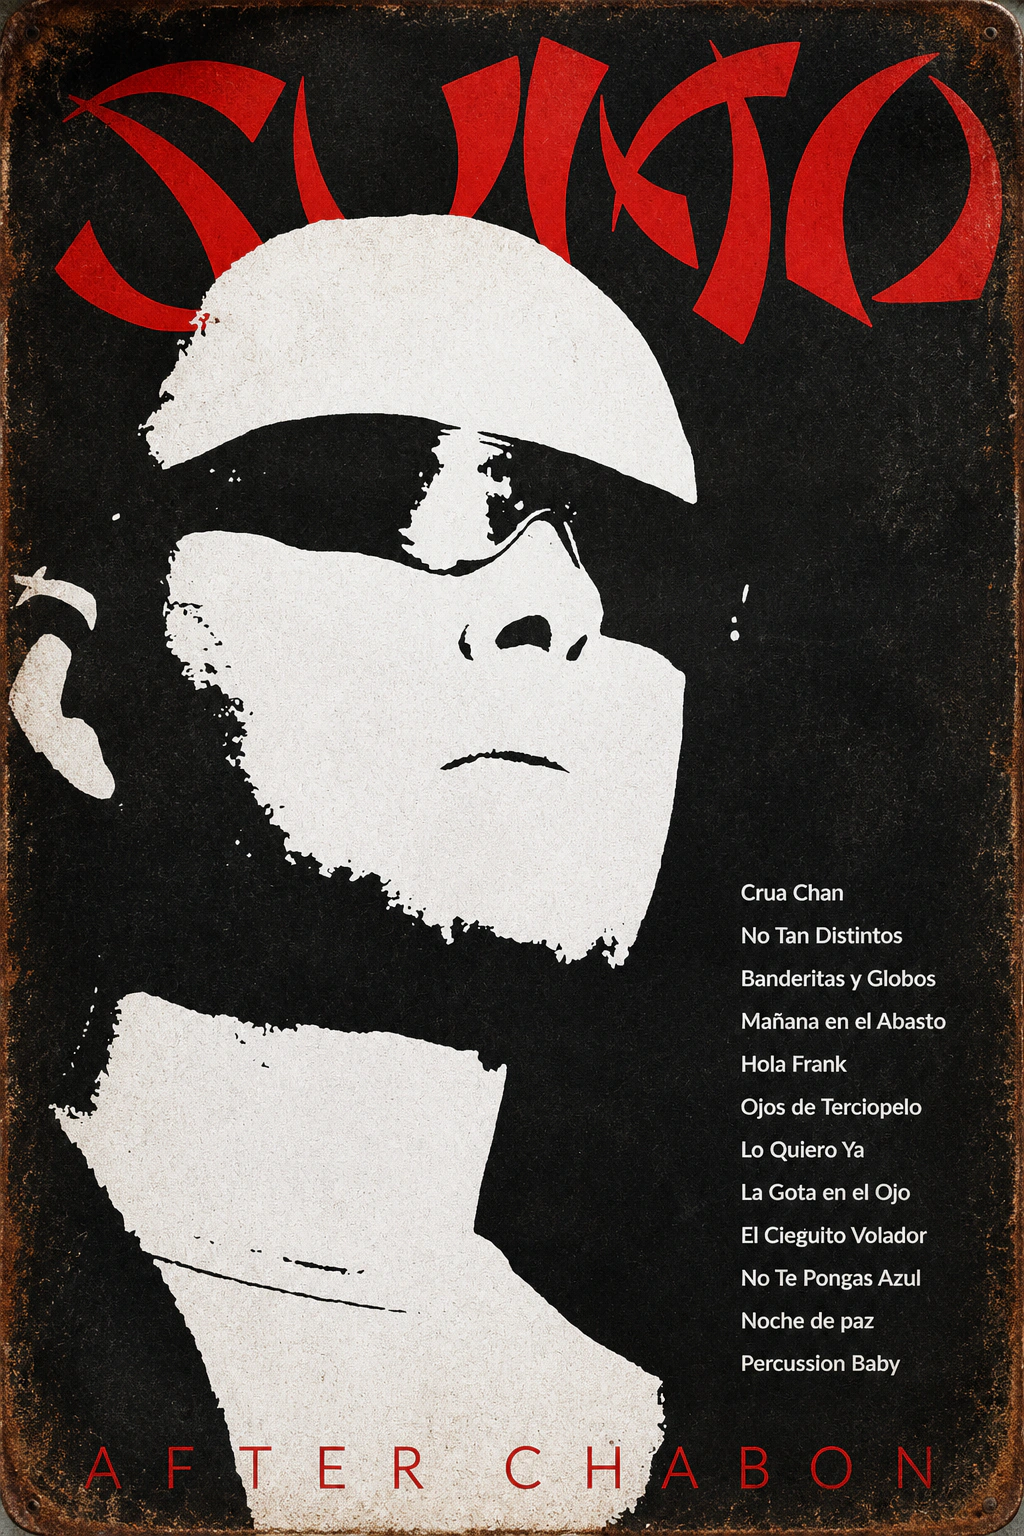 SUMO
Crua Chan
No Tan Distintos
Banderitas y Globos
Mañana en el Abasto
Hola Frank
Ojos de Terciopelo
Lo Quiero Ya
La Gota en el Ojo
El Cieguito Volador
No Te Pongas Azul
Noche de paz
Percussion Baby
AFTER CHABON